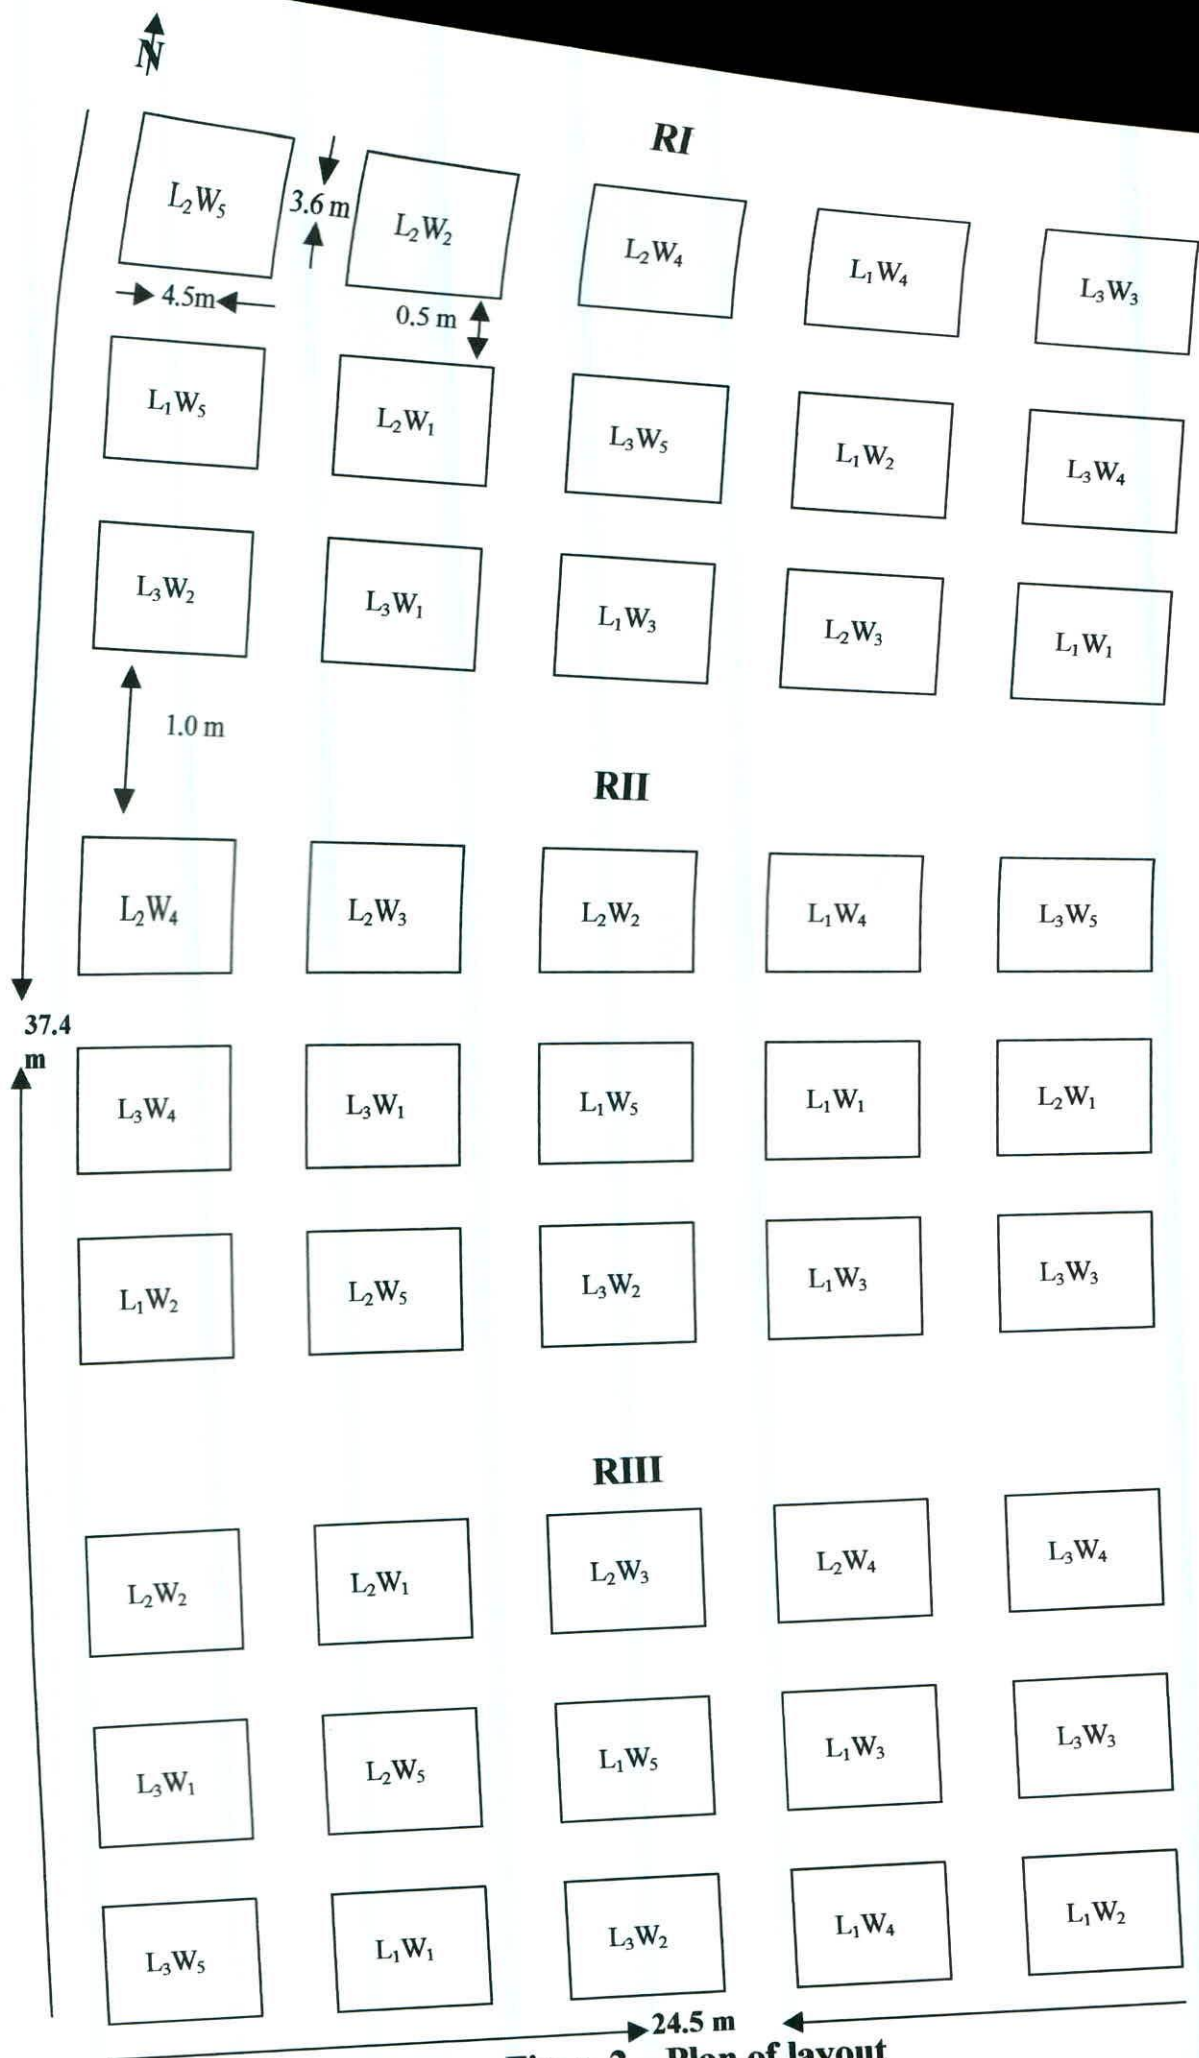 N
RI
L₂W₅
3.6 m
L₂W₂
L₂W₄
L₁W₄
L₃W₃
4.5m
0.5 m
L₁W₅
L₂W₁
L₃W₅
L₁W₂
L₃W₄
L₃W₂
L₃W₁
L₁W₃
L₂W₃
L₁W₁
1.0 m
RII
L₂W₄
L₂W₃
L₂W₂
L₁W₄
L₃W₅
37.4
m
L₃W₄
L₃W₁
L₁W₅
L₁W₁
L₂W₁
L₁W₂
L₂W₅
L₃W₂
L₁W₃
L₃W₃
RIII
L₂W₂
L₂W₁
L₂W₃
L₂W₄
L₃W₄
L₃W₁
L₂W₅
L₁W₅
L₁W₃
L₃W₃
L₃W₅
L₁W₁
L₃W₂
L₁W₄
L₁W₂
24.5 m
Plan of layout